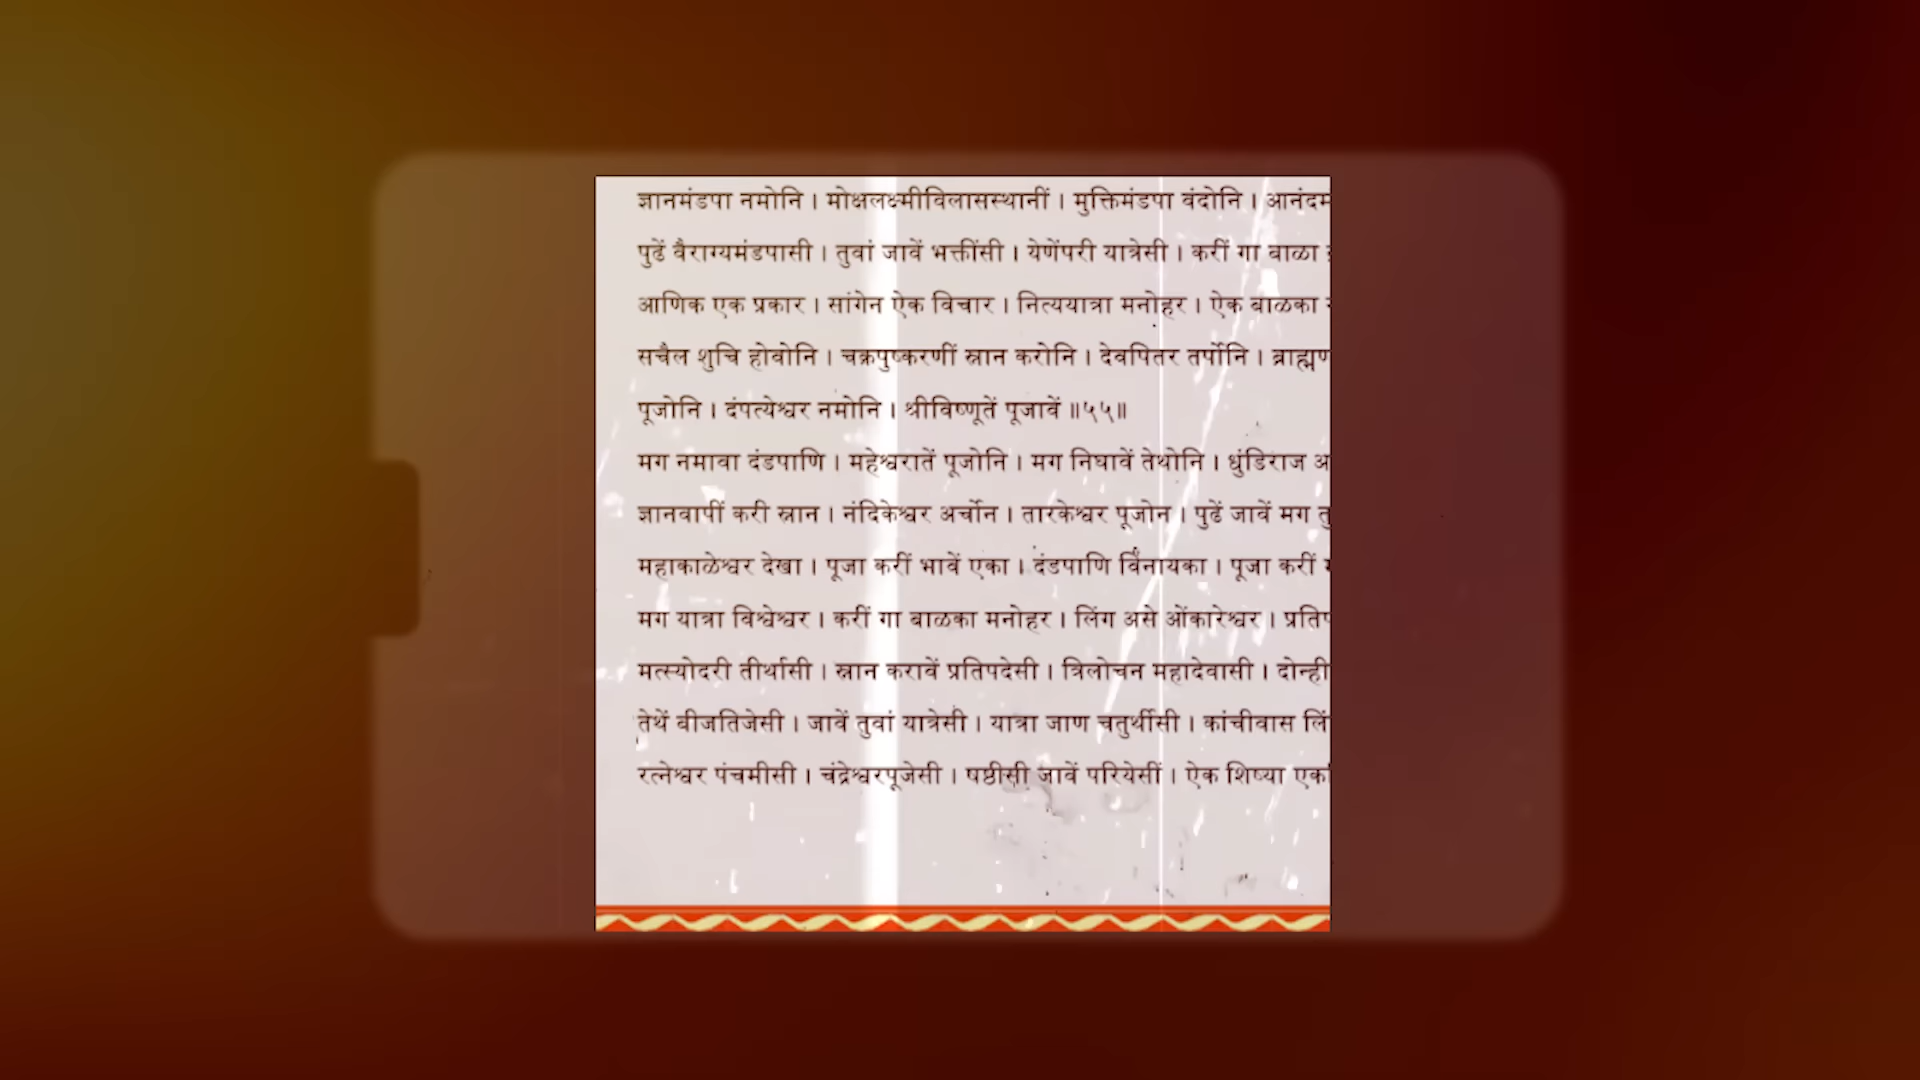 ज्ञानमंडपा नमोनि । मोक्षलक्ष्मीविलासस्थानीं । मुक्तिमंडपा वंदोनि ।
पुढें वैराग्यमंडपासी । तुवां जावें भक्तींसी । येणेंपरी यात्रेसी । करीं गा बाळा
आणिक एक प्रकार । सांगेन ऐक विचार । नित्ययात्रा मनोहर । ऐक बाळका
सचैल शुचि होवोनि । चक्रपुष्करणीं स्नान करोनि । देवपितर तर्पोनि ।
पूजोनि । दंपत्येश्वर नमोनि । श्रीविष्णूतें पूजावें ॥५५॥
मग नमावा दंडपाणि । महेश्वरातें पूजोनि । मग निघावें तेथोनि । धुंडिराज
ज्ञानवापीं करी स्नान । नंदिकेश्वर अर्चोन । तारकेश्वर पूजोन । पुढें जावें मग
महाकाळेश्वर देखा । पूजा करीं भावें एका । दंडपाणि विनायका । पूजा करीं
मग यात्रा विश्वेश्वर । करीं गा बाळका मनोहर । लिंग असे ओंकारेश्वर ।
मत्स्योदरी तीर्थासी । स्नान करावें प्रतिपदेसी । त्रिलोचन महादेवासी । दोन्ही
तेथें बीजतिजेसी । जावें तुवां यात्रेसी । यात्रा जाण चतुर्थीसी । कांचीवास
रत्नेश्वर पंचमीसी । चंद्रेश्वरपूजेसी । षष्ठीसी जावें परियेसीं । ऐक शिष्या